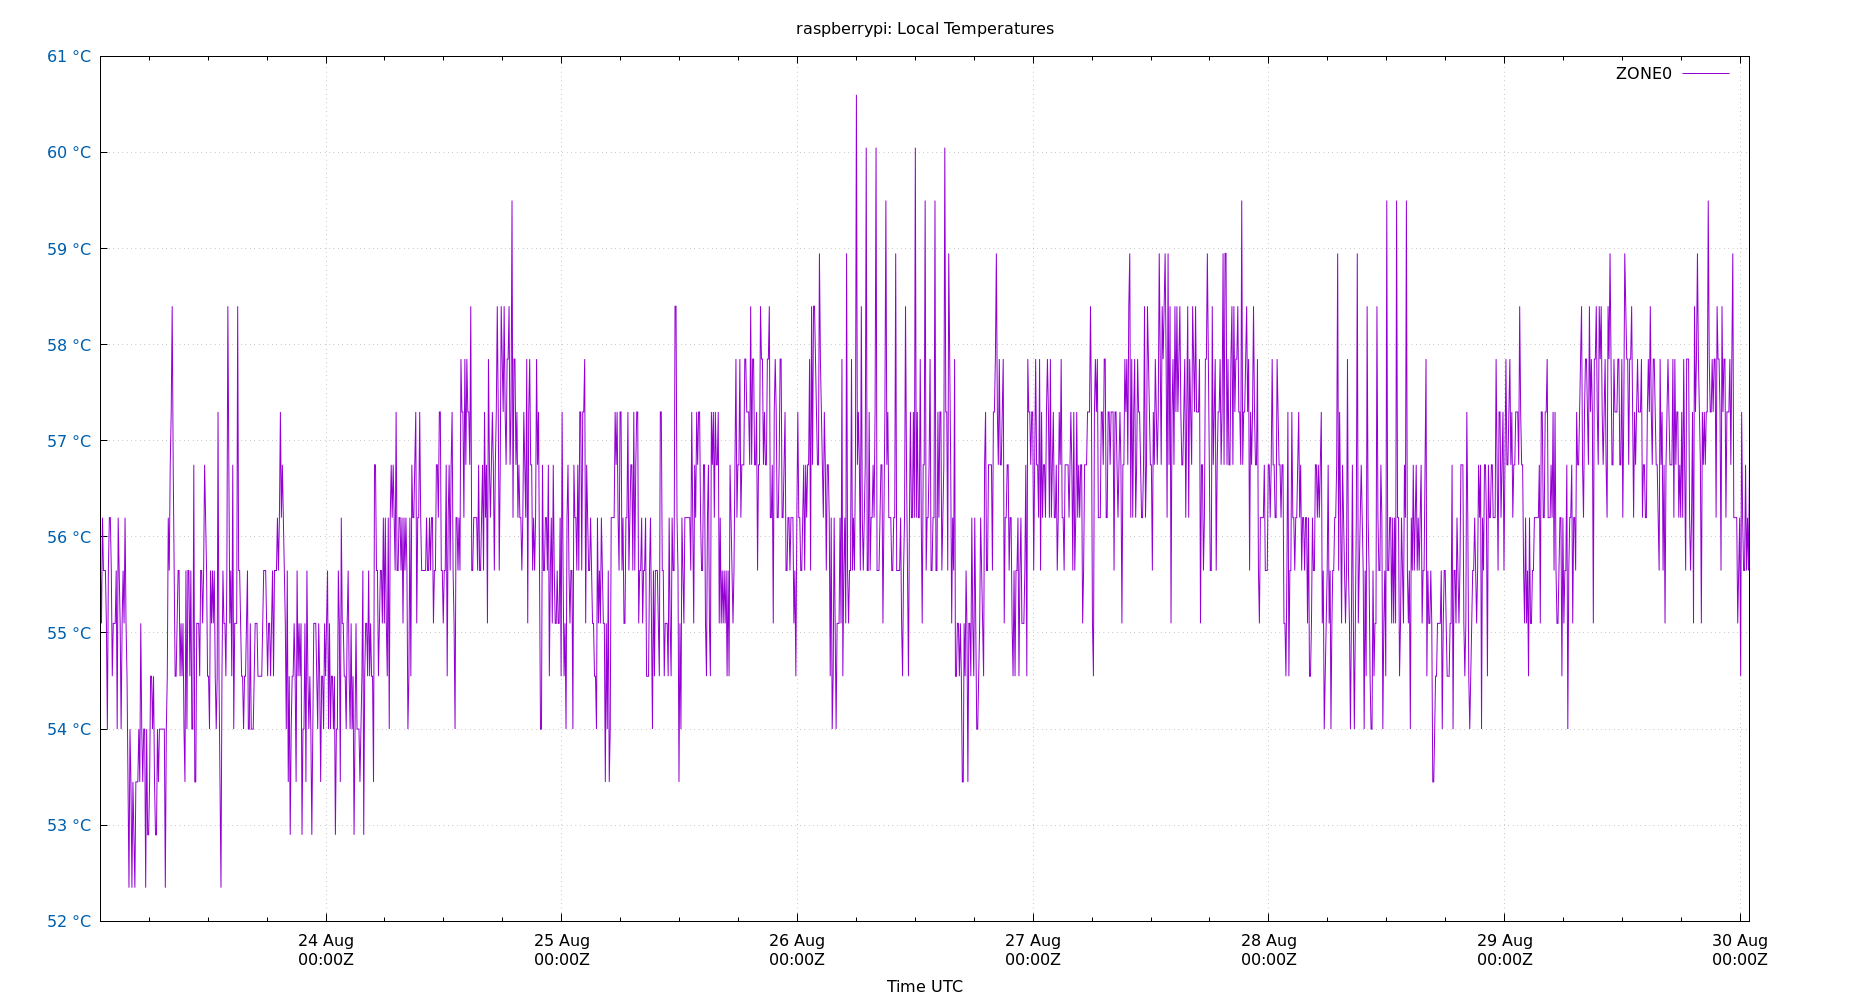 raspberrypi: Local Temperatures
61 °C
ZONE0
60 °C
59 °C
58 °C
57 °C
56 °C
55 °C
54 °C
53 °C
52 °C
24 Aug 25 Aug 26 Aug 27 Aug 28 Aug 29 Aug 30 Aug
00:00Z 00:00Z 00:00Z 00:00Z 00:00Z 00:00Z 00:00Z
Time UTC